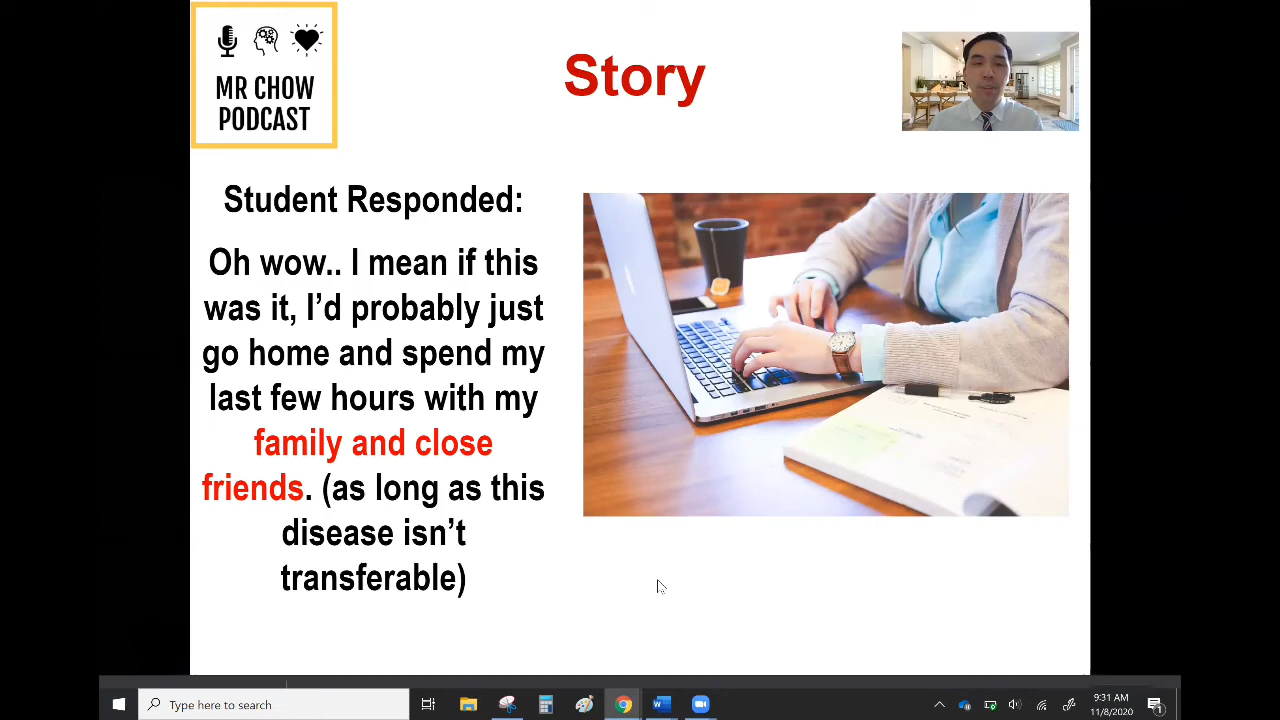 MR CHOW
PODCAST
Story
Student Responded:
Oh wow.. I mean if this
was it, I’d probably just
go home and spend my
last few hours with my
family and close
friends. (as long as this
disease isn’t
transferable)
Type here to search
9:31 AM
11/8/2020
1